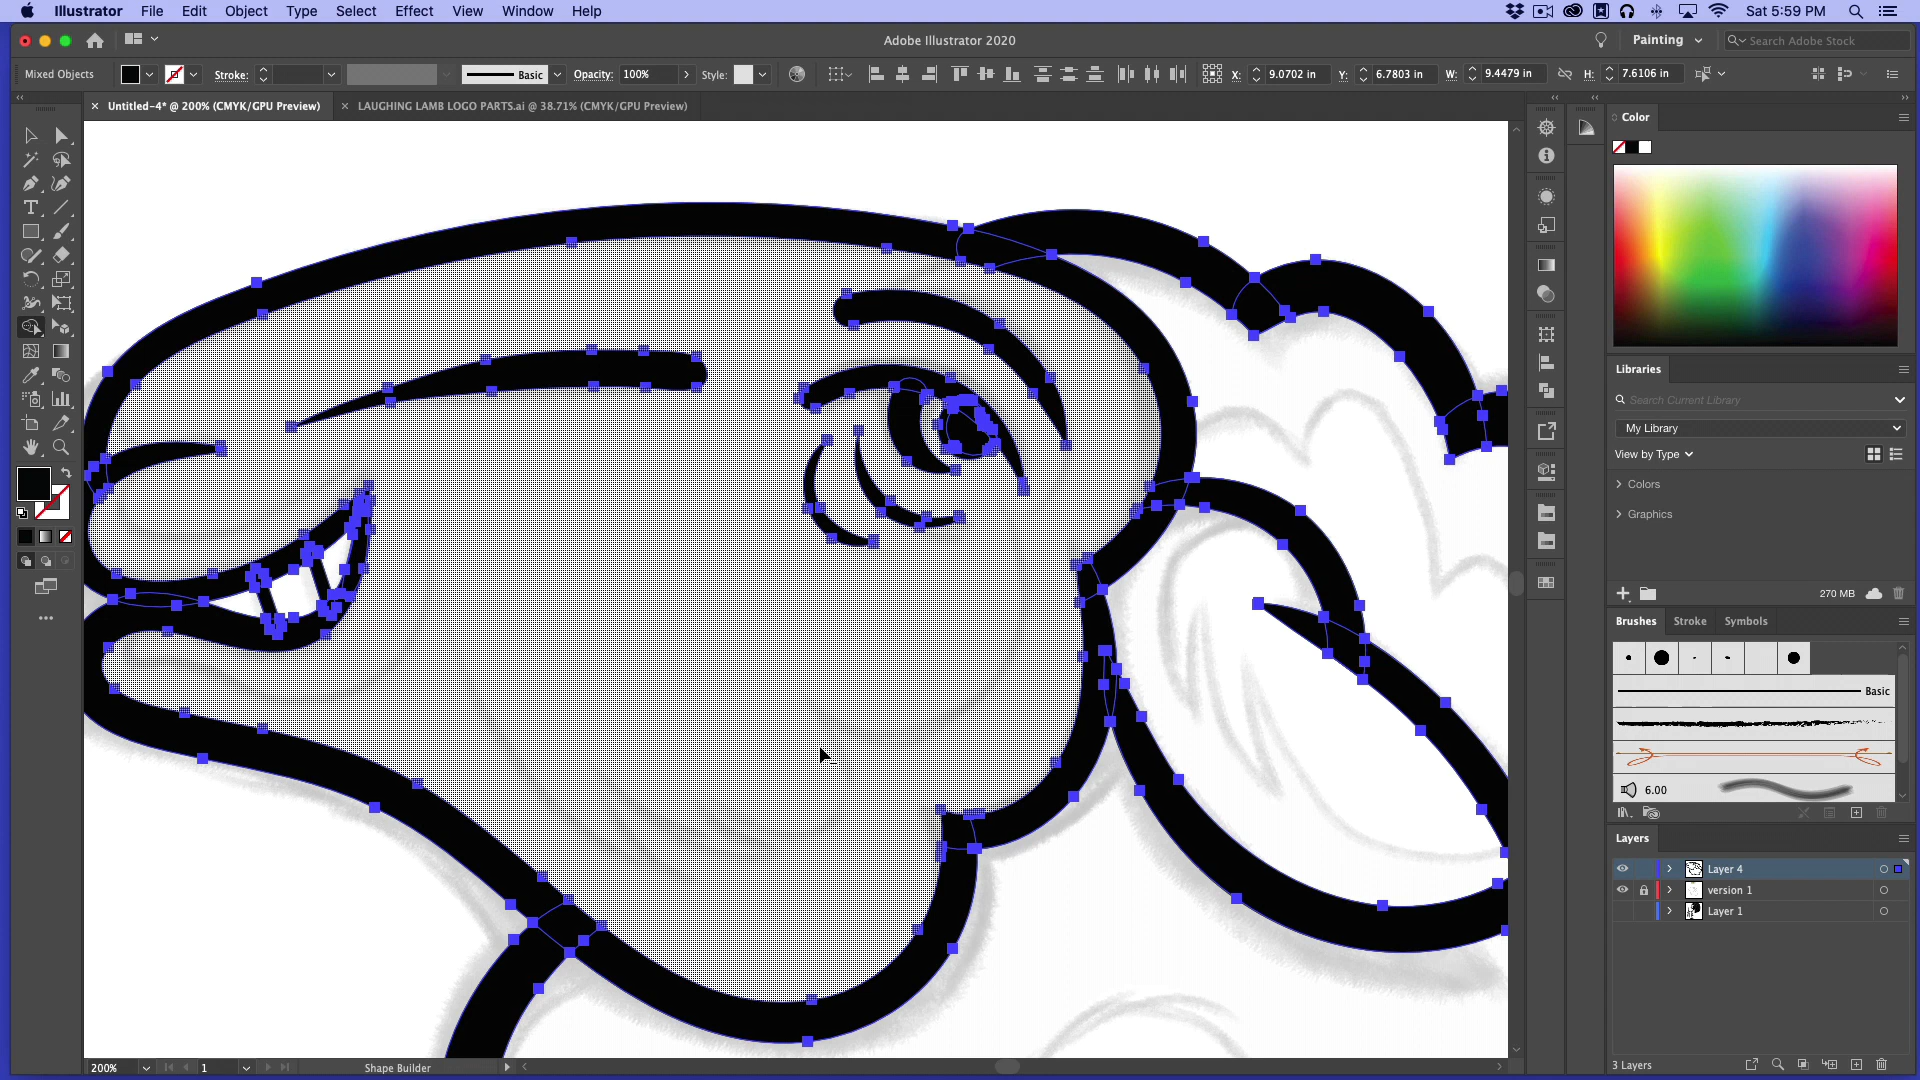 Illustrator File Edit Object Type Select Effect View Window Help Sat 5:59 PM
Adobe Illustrator 2020 Painting Search Adobe Stock
Mixed Objects Stroke: Basic Opacity: 100% Style: X: 9.0702 in Y: 6.7803 in W: 9.4479 in H: 7.6106 in
Untitled-4* @ 200% (CMYK/GPU Preview) LAUGHING LAMB LOGO PARTS.ai @ 38.71% (CMYK/GPU Preview)
Color
Libraries
Search Current Library
My Library
View by Type
Colors
Graphics
270 MB
Brushes Stroke Symbols
Basic
6.00
Layers
Layer 4
version 1
Layer 1
3 Layers
200% 1 Shape Builder